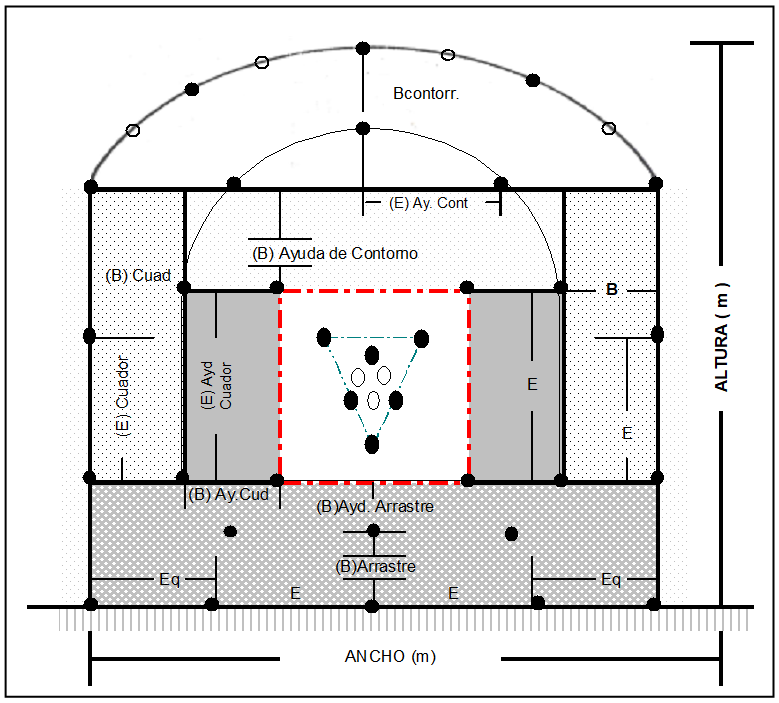 Bcontorr.
(E) Ay. Cont
(B) Ayuda de Contorno
(B) Cuad
B
ALTURA ( m )
(E) Cuador
(E) Ayd
Cuador
E
E
(B) Ay.Cud
(B)Ayd. Arrastre
(B)Arrastre
Eq
Eq
E
E
ANCHO (m)